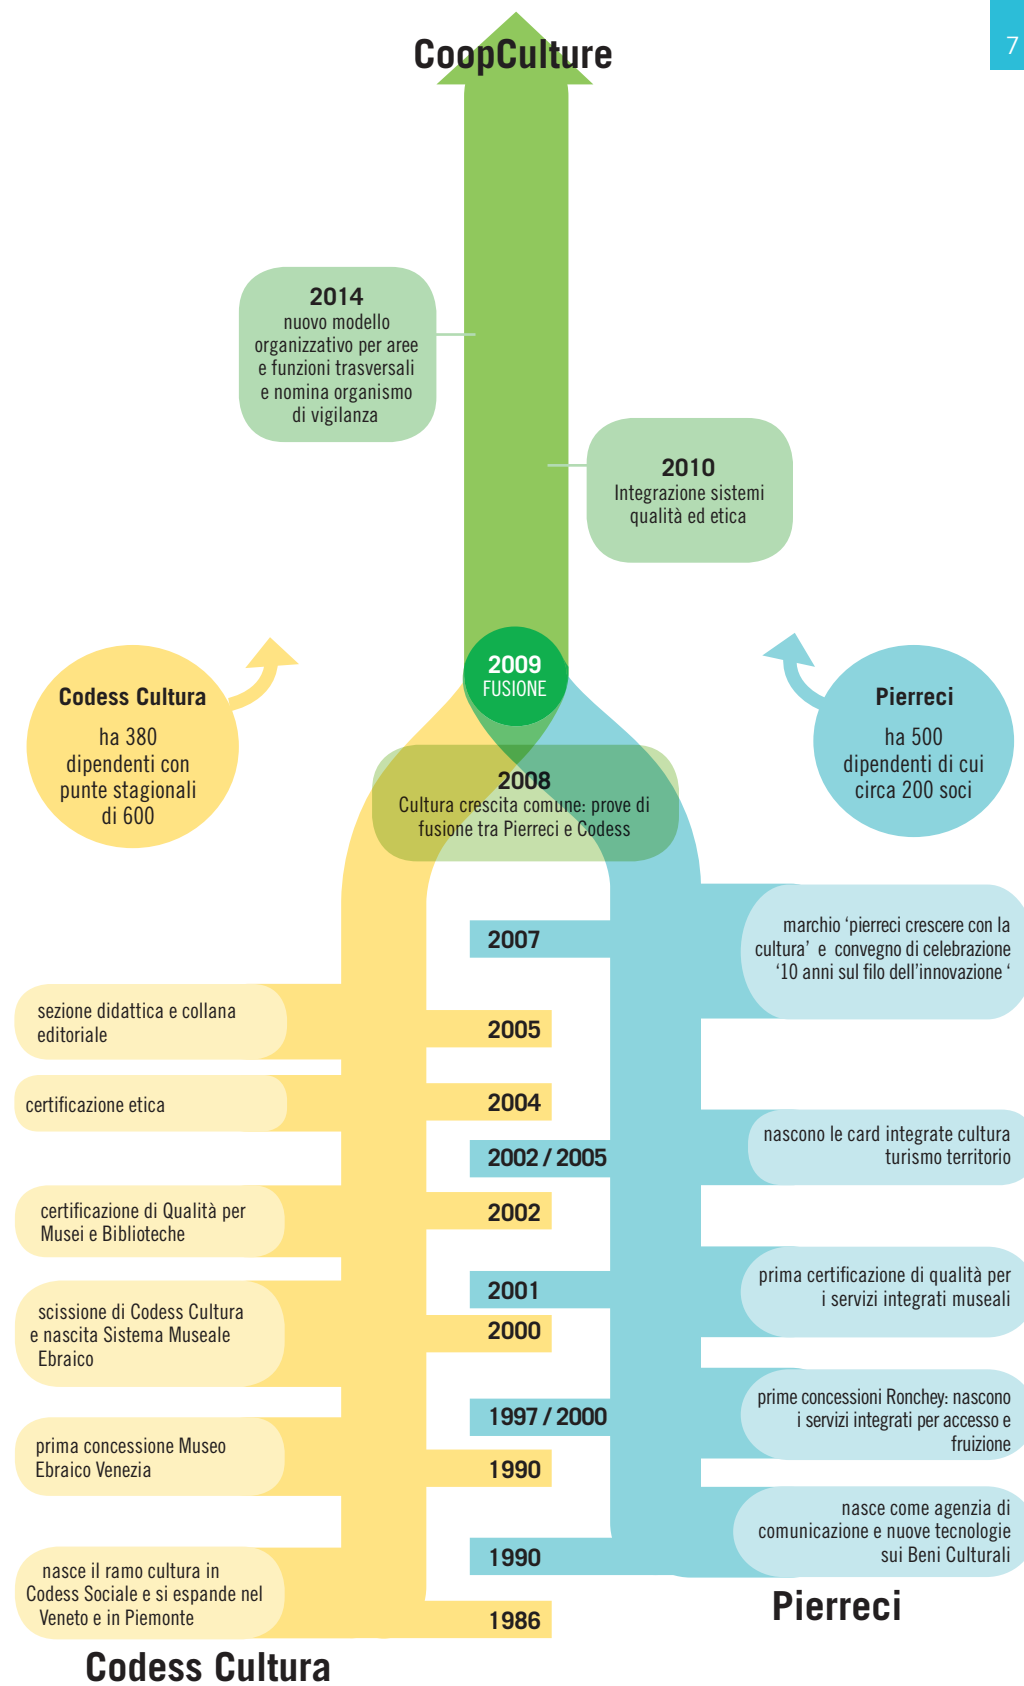 7
CoopCulture
2014
nuovo modello
organizzativo per aree
e funzioni trasversali
e nomina organismo
di vigilanza
2010
Integrazione sistemi
qualità ed etica
2009
FUSIONE
Codess Cultura
ha 380
dipendenti con
punte stagionali
di 600
Pierreci
ha 500
dipendenti di cui
circa 200 soci
2008
Cultura crescita comune: prove di
fusione tra Pierreci e Codess
2007
marchio ‘pierreci crescere con la
cultura’ e convegno di celebrazione
‘10 anni sul filo dell’innovazione ‘
sezione didattica e collana
editoriale
2005
certificazione etica
2004
2002 / 2005
nascono le card integrate cultura
turismo territorio
certificazione di Qualità per
Musei e Biblioteche
2002
2001
prima certificazione di qualità per
i servizi integrati museali
scissione di Codess Cultura
e nascita Sistema Museale
Ebraico
2000
1997 / 2000
prime concessioni Ronchey: nascono
i servizi integrati per accesso e
fruizione
prima concessione Museo
Ebraico Venezia
1990
1990
nasce come agenzia di
comunicazione e nuove tecnologie
sui Beni Culturali
nasce il ramo cultura in
Codess Sociale e si espande nel
Veneto e in Piemonte
1986
Pierreci
Codess Cultura